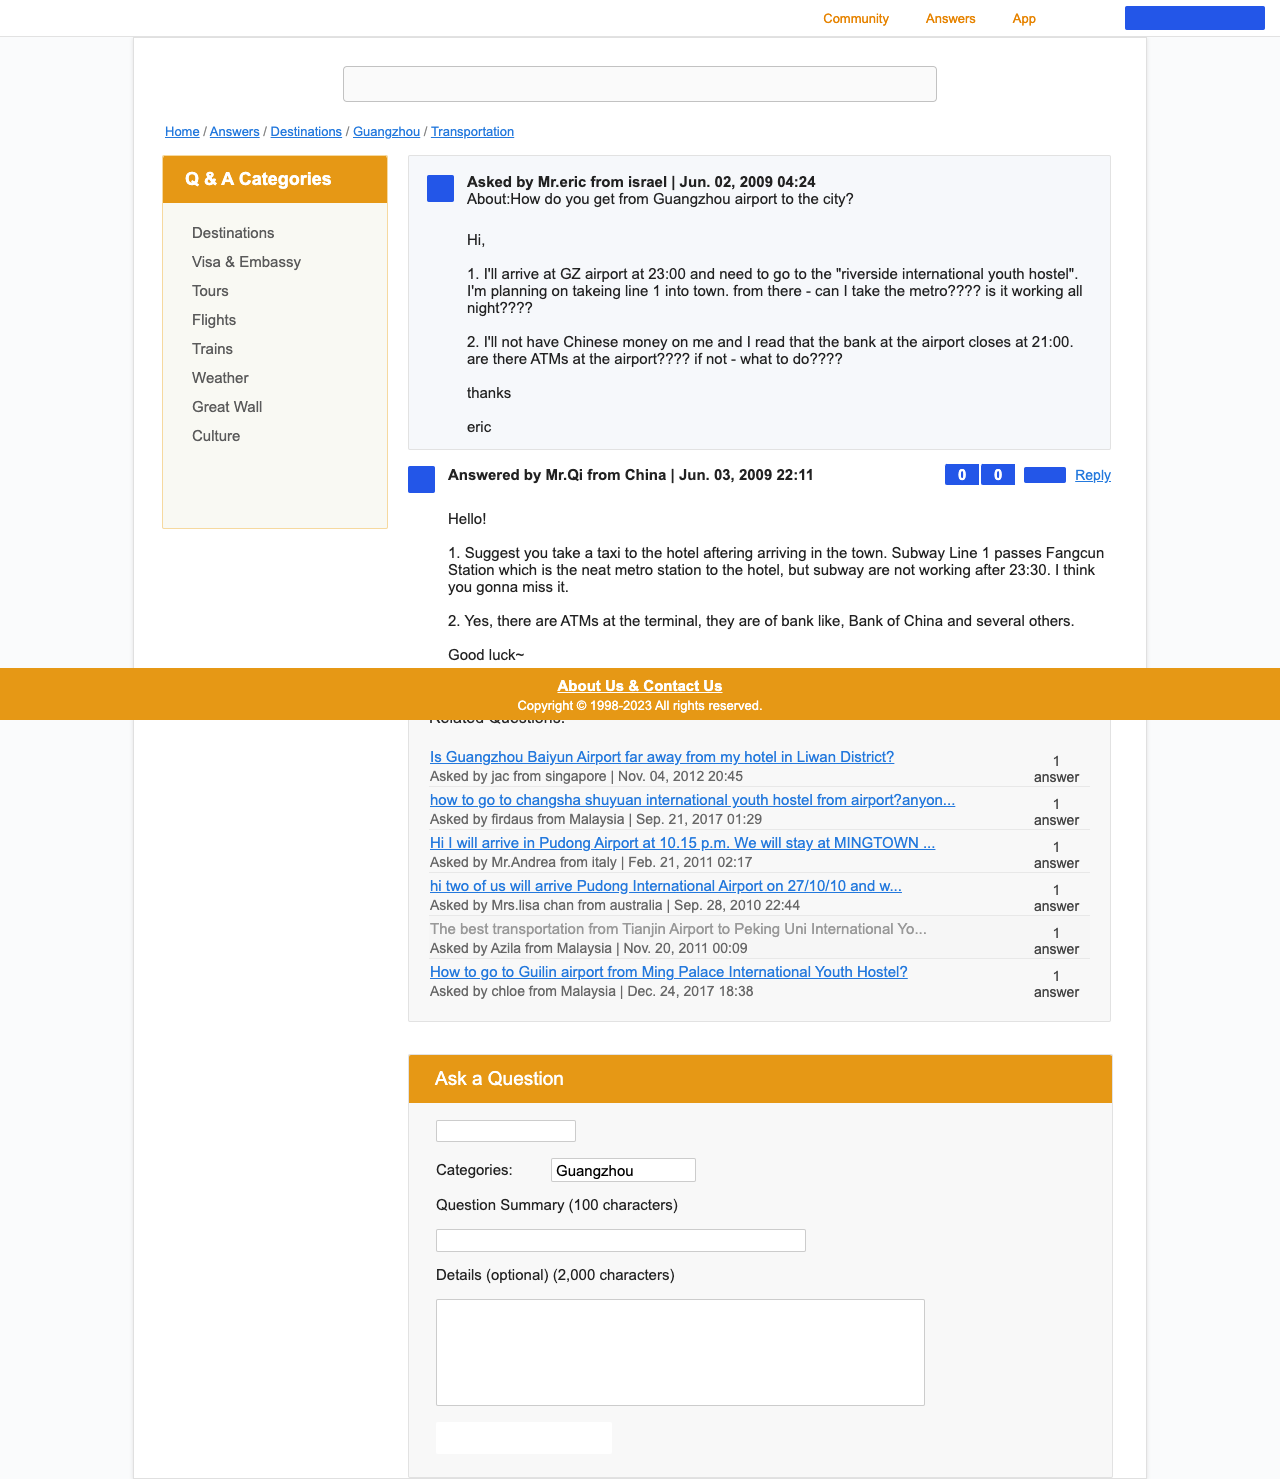 Community Answers App
Home / Answers / Destinations / Guangzhou / Transportation
Q & A Categories
Destinations
Visa & Embassy
Tours
Flights
Trains
Weather
Great Wall
Culture
Asked by Mr.eric from israel | Jun. 02, 2009 04:24
About:How do you get from Guangzhou airport to the city?
Hi,
1. I'll arrive at GZ airport at 23:00 and need to go to the "riverside international youth hostel".
I'm planning on takeing line 1 into town. from there - can I take the metro???? is it working all
night????
2. I'll not have Chinese money on me and I read that the bank at the airport closes at 21:00.
are there ATMs at the airport???? if not - what to do????
thanks
eric
Answered by Mr.Qi from China | Jun. 03, 2009 22:11
0 0 Reply
Hello!
1. Suggest you take a taxi to the hotel aftering arriving in the town. Subway Line 1 passes Fangcun
Station which is the neat metro station to the hotel, but subway are not working after 23:30. I think
you gonna miss it.
2. Yes, there are ATMs at the terminal, they are of bank like, Bank of China and several others.
Good luck~
About Us & Contact Us
Copyright © 1998-2023 All rights reserved.
Related Questions:
Is Guangzhou Baiyun Airport far away from my hotel in Liwan District?
Asked by jac from singapore | Nov. 04, 2012 20:45
1
answer
how to go to changsha shuyuan international youth hostel from airport?anyon...
Asked by firdaus from Malaysia | Sep. 21, 2017 01:29
1
answer
Hi I will arrive in Pudong Airport at 10.15 p.m. We will stay at MINGTOWN ...
Asked by Mr.Andrea from italy | Feb. 21, 2011 02:17
1
answer
hi two of us will arrive Pudong International Airport on 27/10/10 and w...
Asked by Mrs.lisa chan from australia | Sep. 28, 2010 22:44
1
answer
The best transportation from Tianjin Airport to Peking Uni International Yo...
Asked by Azila from Malaysia | Nov. 20, 2011 00:09
1
answer
How to go to Guilin airport from Ming Palace International Youth Hostel?
Asked by chloe from Malaysia | Dec. 24, 2017 18:38
1
answer
Ask a Question
Categories: Guangzhou
Question Summary (100 characters)
Details (optional) (2,000 characters)